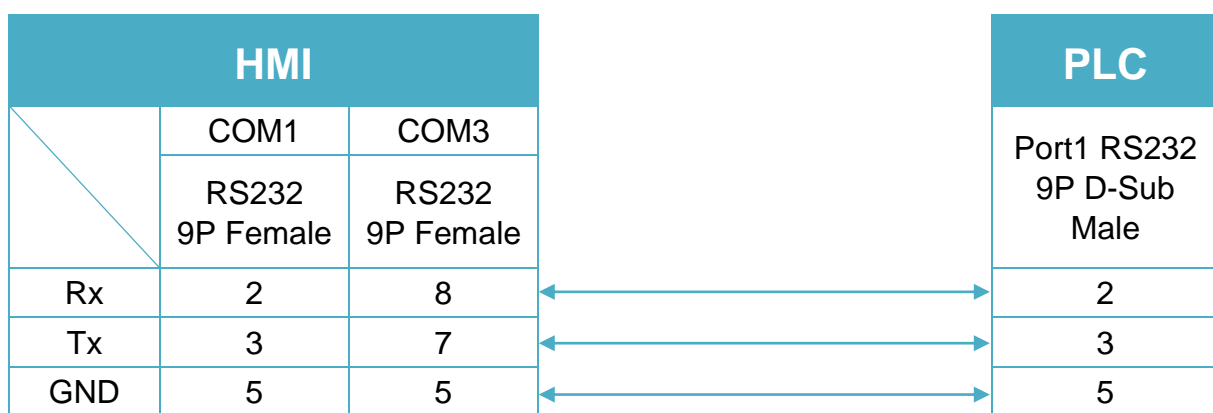 HMI
PLC
COM1
COM3
Port1 RS232
9P D-Sub
Male
RS232
9P Female
RS232
9P Female
Rx
2
8
2
Tx
3
7
3
GND
5
5
5